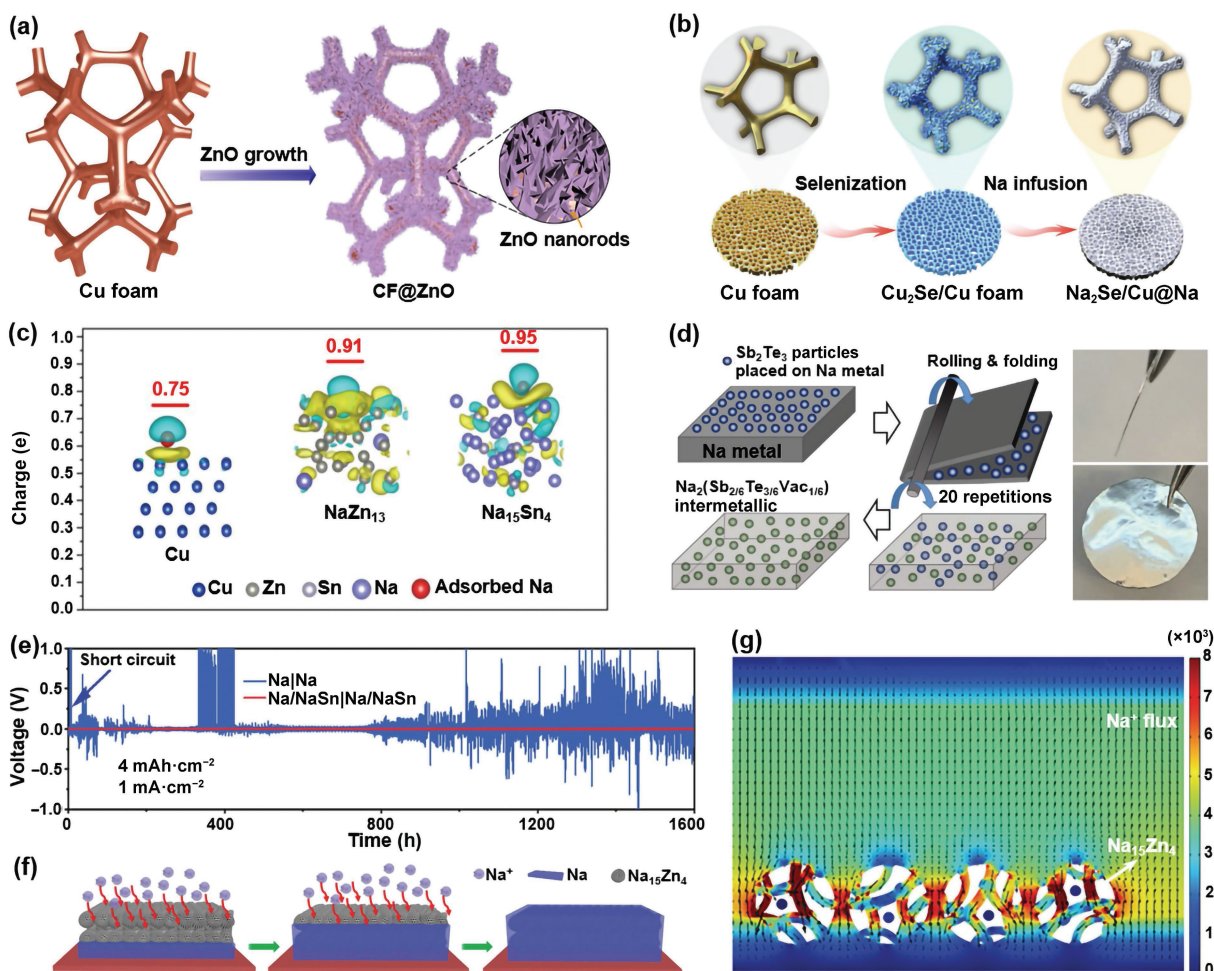 (a)
ZnO growth
ZnO nanorods
Cu foam
CF@ZnO
(b)
Selenization
Na infusion
Cu₂Se/Cu foam
Cu foam
Na₂Se/Cu@Na
(c)
Charge (e)
1.0
0.9
0.8
0.7
0.6
0.5
0.4
0.3
0.2
0.1
0.0
0.75
0.91
0.95
Cu
NaZn₁₃
Na₁₅Sn₄
Cu
Zn
Sn
Na
Adsorbed Na
(d)
Sb₂Te₃ particles
placed on Na metal
Rolling & folding
Na metal
Na₂(Sb₂/₆Te₃/₆Vac₁/₆)
intermetallic
20 repetitions
(e)
Voltage (V)
1.0
0.5
0.0
−0.5
−1.0
Short circuit
Na|Na
Na/NaSn|Na/NaSn
4 mAh·cm⁻²
1 mA·cm⁻²
0
400
800
1200
1600
Time (h)
(f)
Na⁺
Na
Na₁₅Zn₄
(g)
(×10³)
Na⁺ flux
Na₁₅Zn₄
8
7
6
5
4
3
2
1
0